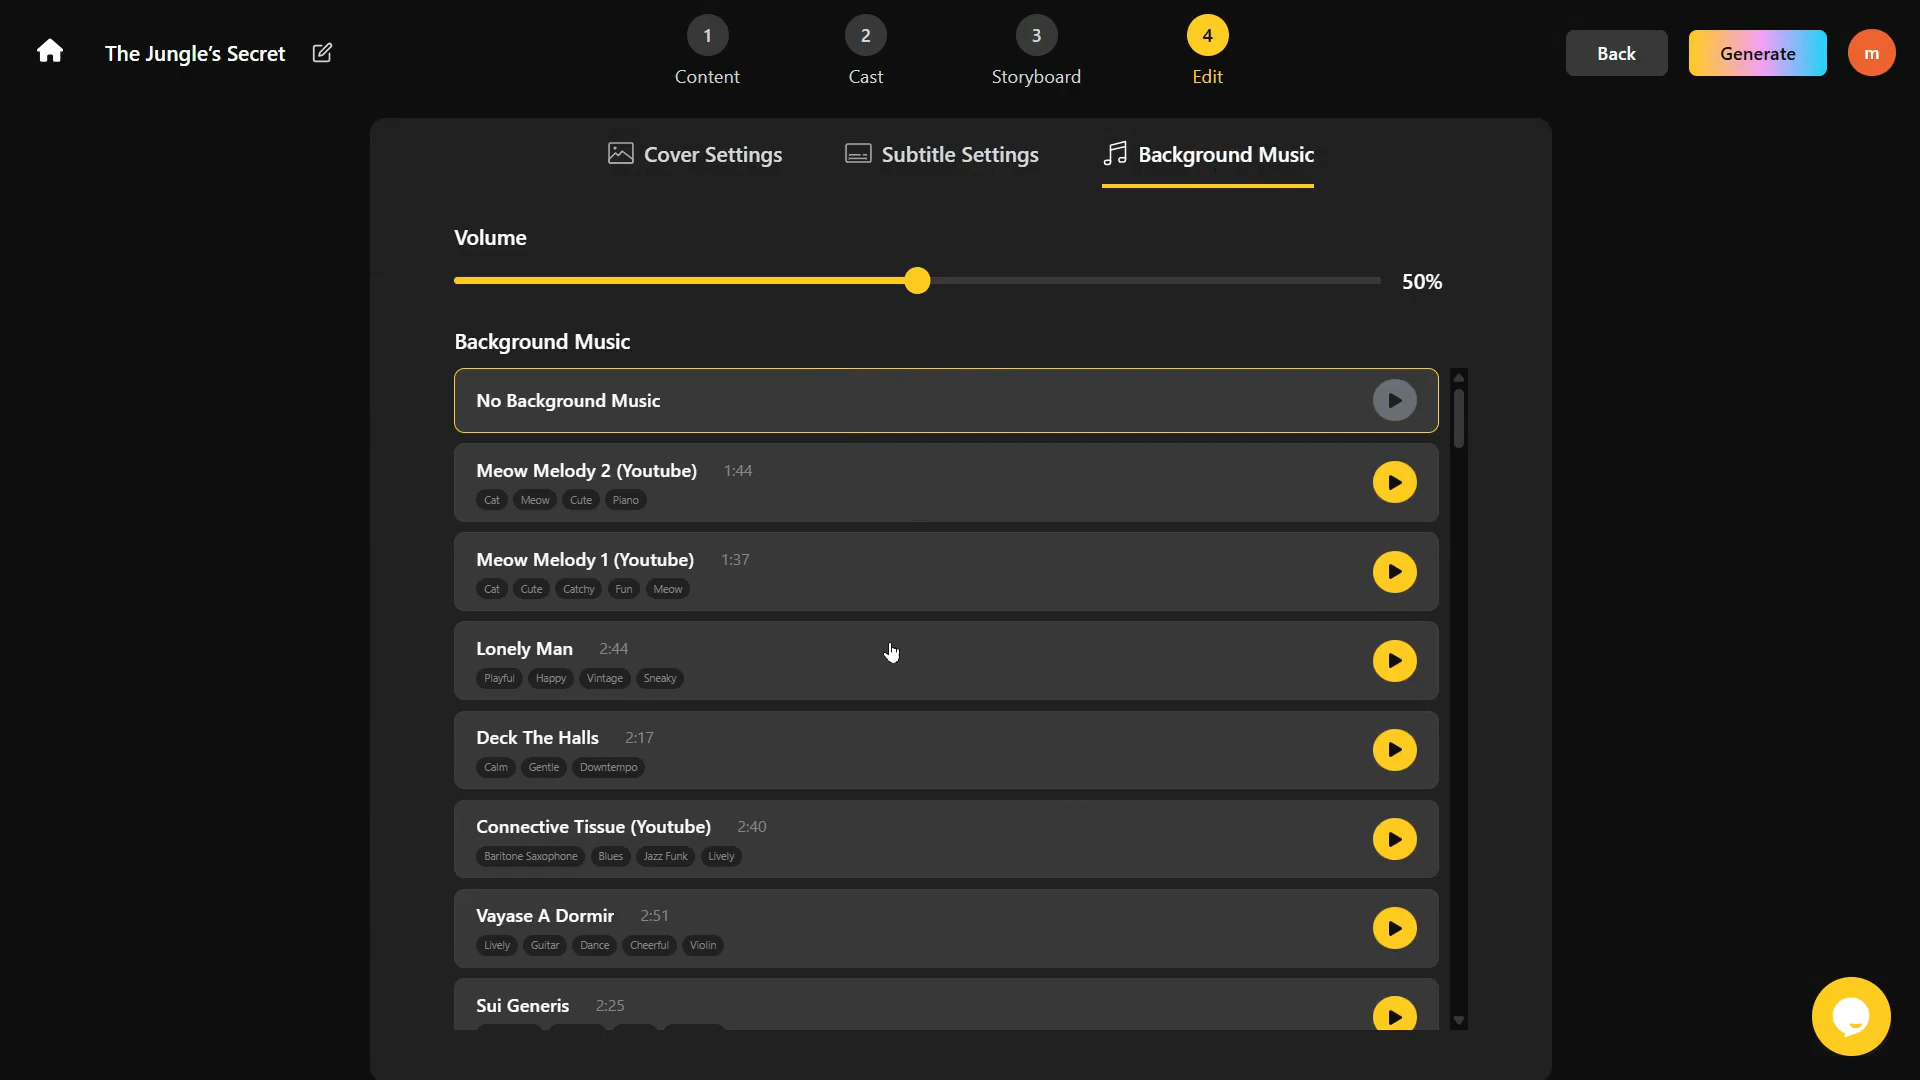 The Jungle's Secret
1
Content
2
Cast
3
Storyboard
4
Edit
Back
Generate
m
Cover Settings
Subtitle Settings
Background Music
Volume
50%
Background Music
No Background Music
Meow Melody 2 (Youtube) 1:44
Cat Meow Cute Piano
Meow Melody 1 (Youtube) 1:37
Cat Cute Catchy Fun Meow
Lonely Man 2:44
Playful Happy Vintage Sneaky
Deck The Halls 2:17
Calm Gentle Downtempo
Connective Tissue (Youtube) 2:40
Baritone Saxophone Blues Jazz Funk Lively
Vayase A Dormir 2:51
Lively Guitar Dance Cheerful Violin
Sui Generis 2:25